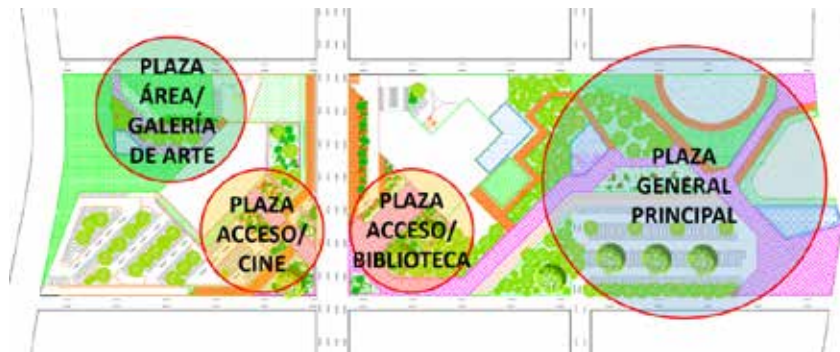 PLAZA
ÁREA/
GALERÍA
DE ARTE
PLAZA
ACCESO/
CINE
PLAZA
ACCESO/
BIBLIOTECA
PLAZA
GENERAL
PRINCIPAL